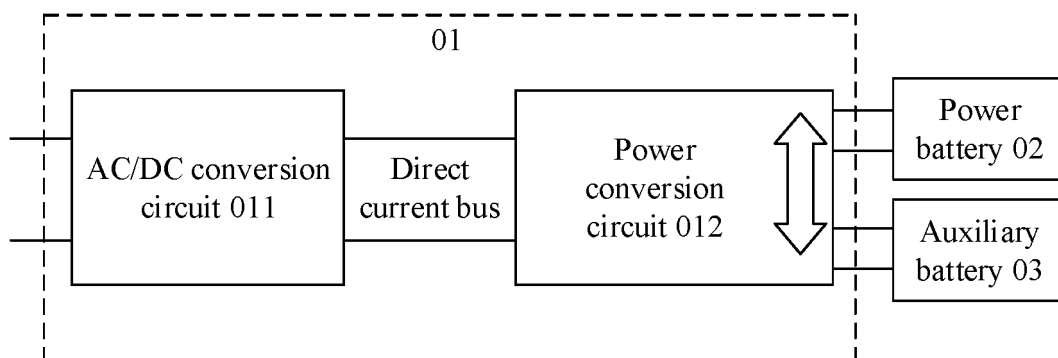 01
AC/DC conversion
circuit 011
Direct
current bus
Power
conversion
circuit 012
Power
battery 02
Auxiliary
battery 03